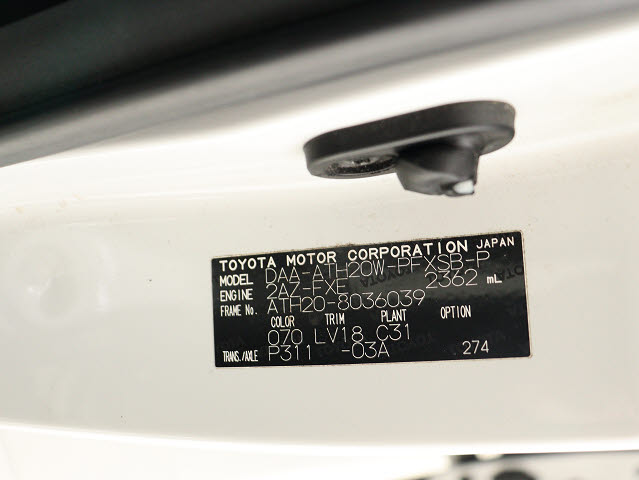 TOYOTA MOTOR CORPORATION JAPAN
MODEL DAA-ATH20W-PFXSB-P
ENGINE 2AZ-FXE 2362 mL
FRAME No. ATH20-8036039
COLOR TRIM PLANT OPTION
070 LV18 C31
TRANS./AXLE P311 -03A 274